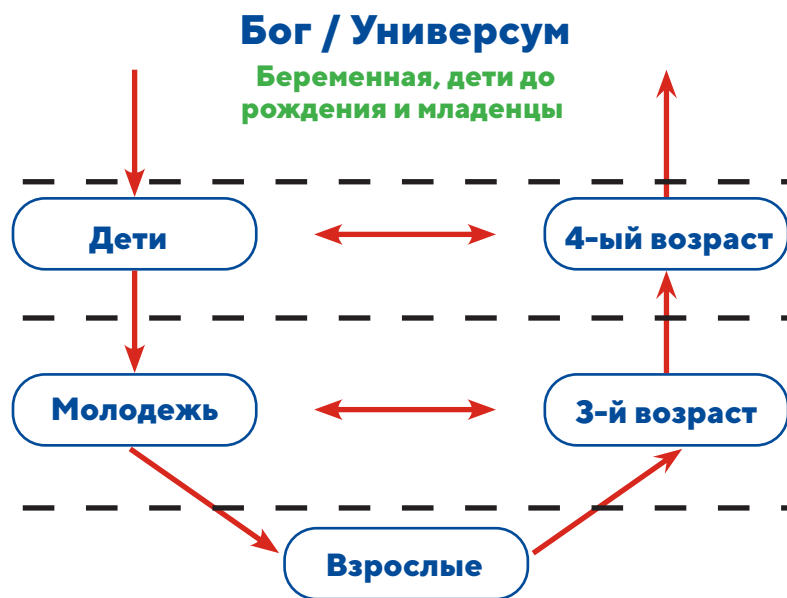 Бог / Универсум
Беременная, дети до
рождения и младенцы
Дети
4-ый возраст
Молодежь
3-й возраст
Взрослые